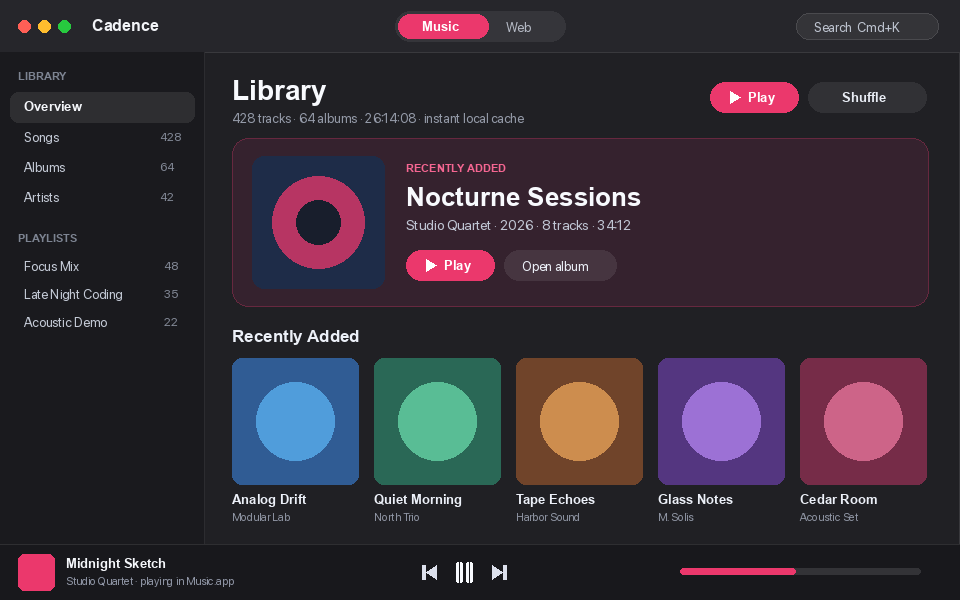 Cadence
Music
Web
Search Cmd+K
LIBRARY
Overview
Songs 428
Albums 64
Artists 42
PLAYLISTS
Focus Mix 48
Late Night Coding 35
Acoustic Demo 22
Library
428 tracks · 64 albums · 26:14:08 · instant local cache
Play
Shuffle
RECENTLY ADDED
Nocturne Sessions
Studio Quartet · 2026 · 8 tracks · 34:12
Play
Open album
Recently Added
Analog Drift
Modular Lab
Quiet Morning
North Trio
Tape Echoes
Harbor Sound
Glass Notes
M. Solis
Cedar Room
Acoustic Set
Midnight Sketch
Studio Quartet · playing in Music.app